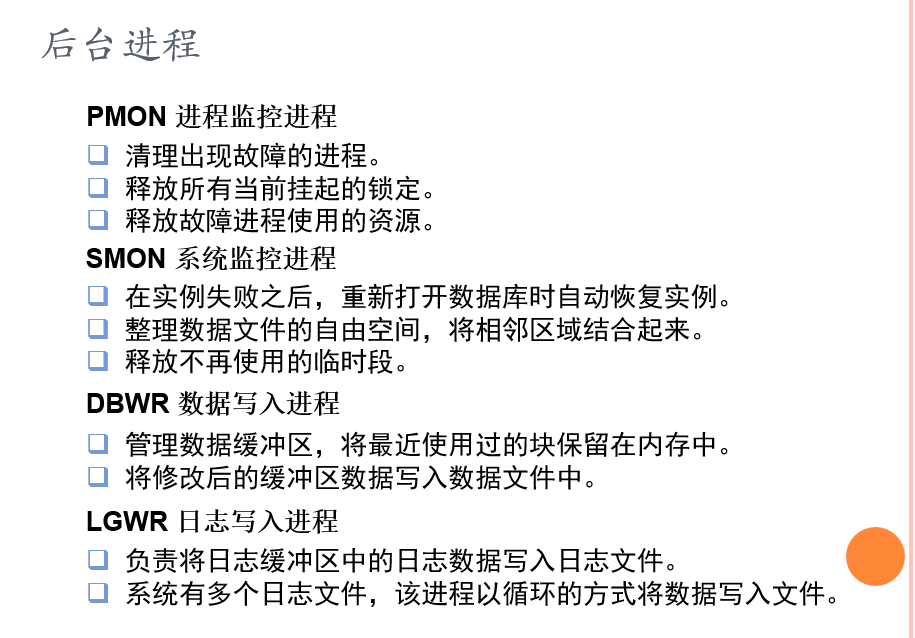 后台进程
PMON 进程监控进程
清理出现故障的进程。
释放所有当前挂起的锁定。
释放故障进程使用的资源。
SMON 系统监控进程
在实例失败之后，重新打开数据库时自动恢复实例。
整理数据文件的自由空间，将相邻区域结合起来。
释放不再使用的临时段。
DBWR 数据写入进程
管理数据缓冲区，将最近使用过的块保留在内存中。
将修改后的缓冲区数据写入数据文件中。
LGWR 日志写入进程
负责将日志缓冲区中的日志数据写入日志文件。
系统有多个日志文件，该进程以循环的方式将数据写入文件。